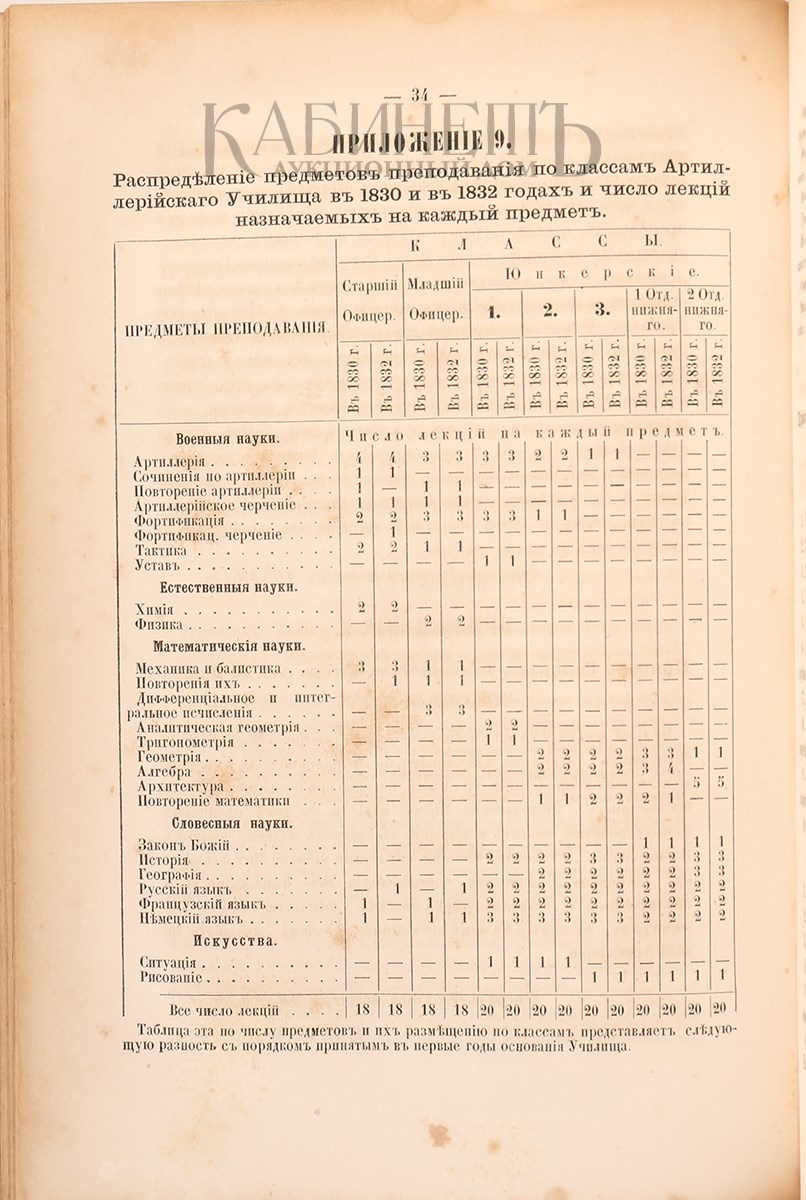 — 34 —
КАБИНЕТЪ
АУКЦИОННЫЙ ДОМ
ПРИЛОЖЕНІЕ 9.
Распредѣленіе предметовъ преподаванія по классамъ Артил-
лерійскаго Училища въ 1830 и въ 1832 годахъ и число лекцій
назначаемыхъ на каждый предметъ.
ПРЕДМЕТЫ ПРЕПОДАВАНІЯ.
КЛАССЫ.
Старшій Офицер.
Младшій Офицер.
Юнкерскіе.
1. 2. 3.
1 Отд. нижня-го.
2 Отд. нижня-го.
Въ 1830 г. Въ 1832 г. Въ 1830 г. Въ 1832 г. Въ 1830 г. Въ 1832 г. Въ 1830 г. Въ 1832 г. Въ 1830 г. Въ 1832 г. Въ 1830 г. Въ 1832 г. Въ 1830 г. Въ 1832 г.
Военныя науки. Число лекцій на каждый предметъ.
Артиллерія 4 4 3 3 3 3 2 2 1 1 — — — —
Сочиненія по артиллеріи 1 1 — — — — — — — — — — — —
Повтореніе артиллеріи 1 — 1 1 — — — — — — — — — —
Артиллерійское черченіе 1 1 1 1 — — — — — — — — — —
Фортификація 2 2 3 3 3 3 1 1 — — — — — —
Фортификац. черченіе — 1 — — — — — — — — — — — —
Тактика 2 2 1 1 — — — — — — — — — —
Уставъ — — — — 1 1 — — — — — — — —
Естественныя науки.
Химія 2 2 — — — — — — — — — — — —
Физика — — 2 2 — — — — — — — — — —
Математическія науки.
Механика и балистика 3 3 1 1 — — — — — — — — — —
Повторенія ихъ — 1 1 1 — — — — — — — — — —
Дифференціальное и интег-
ральное исчисленія — — 3 3 — — — — — — — — — —
Аналитическая геометрія — — — — 2 2 — — — — — — — —
Тригонометрія — — — — 1 1 — — — — — — — —
Геометрія — — — — — — 2 2 2 2 3 3 1 1
Алгебра — — — — — — 2 2 2 2 3 4 — —
Архитектура — — — — — — — — — — — — 5 5
Повтореніе математики — — — — — — 1 1 2 2 2 1 — —
Словесныя науки.
Законъ Божій — — — — — — — — — — 1 1 1 1
Исторія — — — — 2 2 2 2 3 3 2 2 3 3
Географія — — — — — — 2 2 2 2 2 2 3 3
Русскій языкъ — 1 — 1 2 2 2 2 2 2 2 2 2 2
Французскій языкъ 1 — 1 — 2 2 2 2 2 2 2 2 2 2
Нѣмецкій языкъ 1 — 1 1 3 3 3 3 3 3 2 2 2 2
Искусства.
Ситуація — — — — 1 1 1 1 — — — — — —
Рисованіе — — — — — — — — 1 1 1 1 1 1
Все число лекцій 18 18 18 18 20 20 20 20 20 20 20 20 20 20
Таблица эта по числу предметовъ и ихъ размѣщенію по классамъ представляетъ слѣдую-
щую разность съ порядкомъ принятымъ въ первые годы основанія Училища.